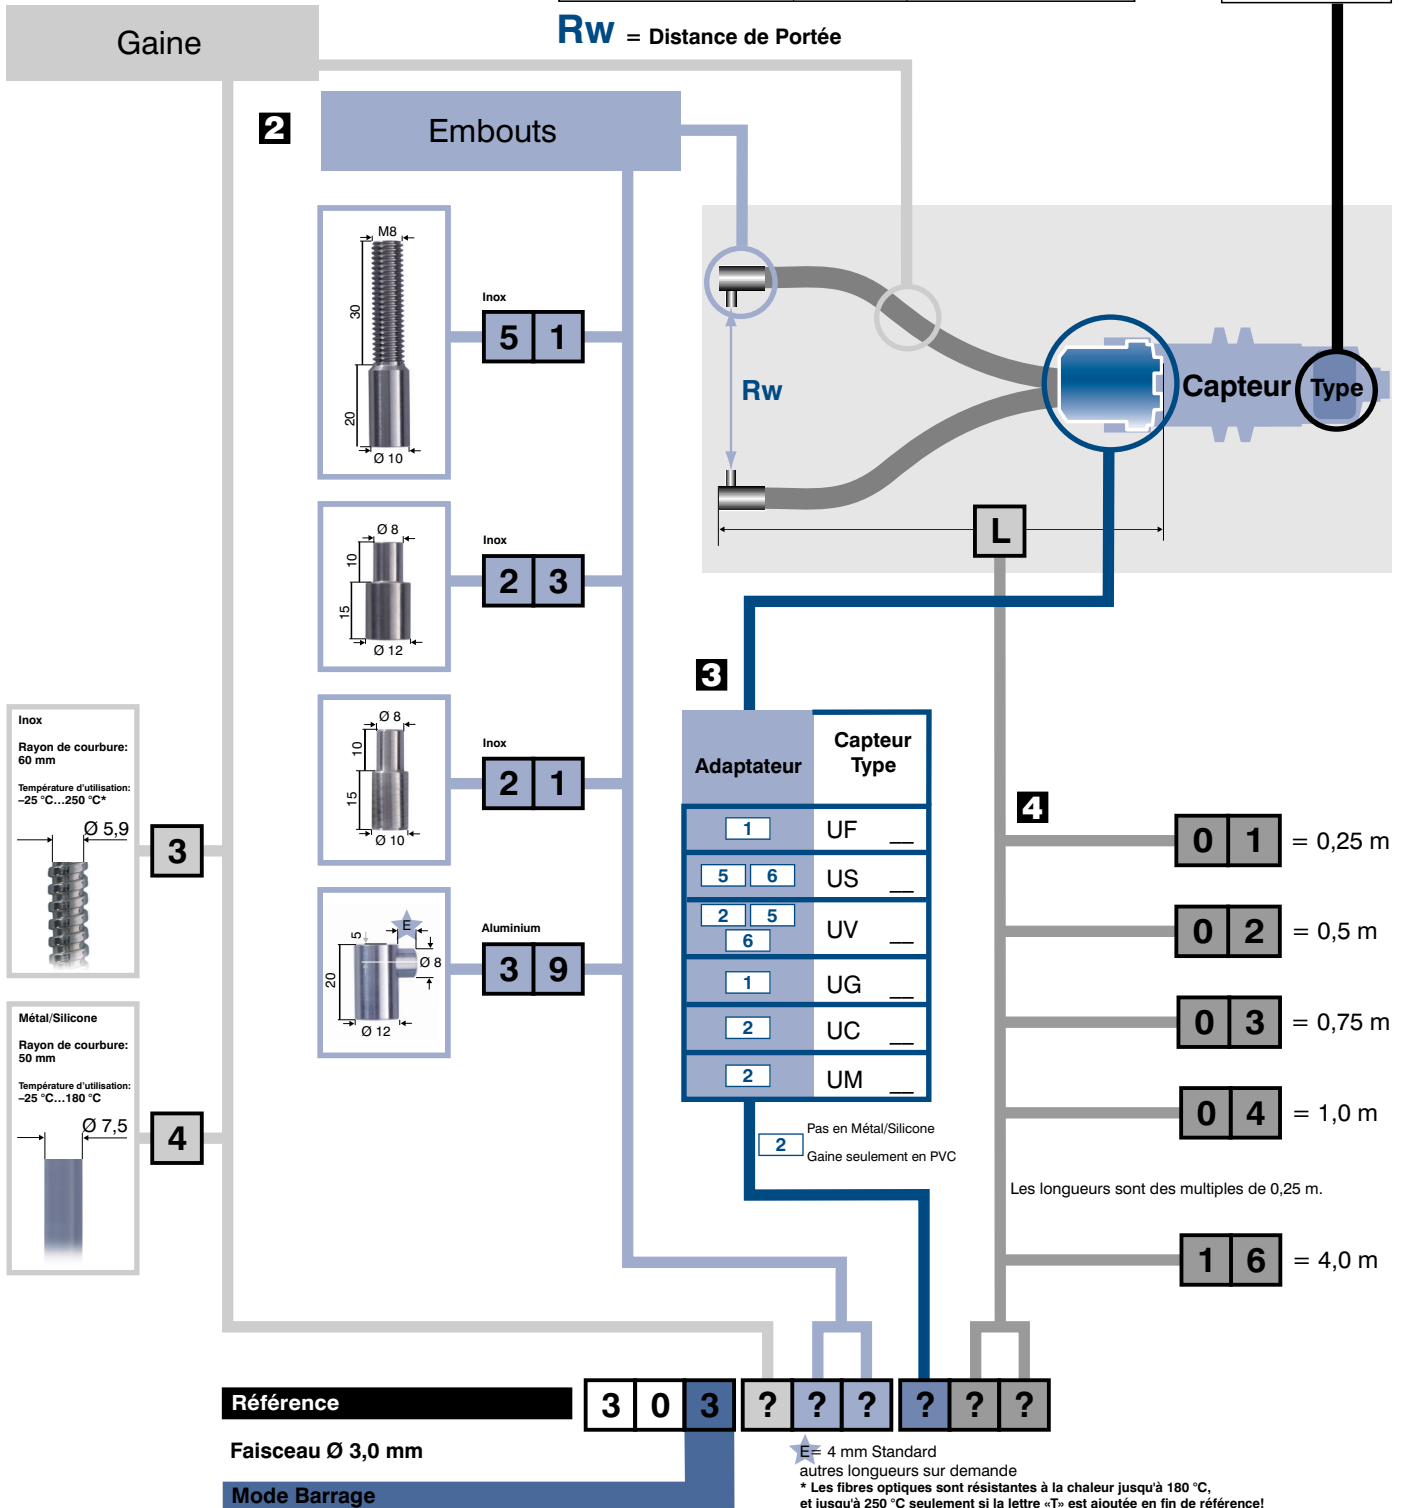 Gaine
Rw = Distance de Portée
2
Embouts
M8
30
20
Ø 10
Inox
5 1
Rw
Capteur
Type
L
Ø 8
10
15
Ø 12
Inox
2 3
3
Adaptateur
Capteur
Type
1 UF __
5 6 US __
2 5
6
UV __
1 UG __
2 UC __
2 UM __
2
Pas en Métal/Silicone
Gaine seulement en PVC
Ø 8
10
15
Ø 10
Inox
2 1
E
5
20
Ø 8
Ø 12
Aluminium
3 9
Inox
Rayon de courbure:
60 mm
Température d'utilisation:
–25 °C...250 °C*
Ø 5,9
3
Métal/Silicone
Rayon de courbure:
50 mm
Température d'utilisation:
–25 °C...180 °C
Ø 7,5
4
4
0 1 = 0,25 m
0 2 = 0,5 m
0 3 = 0,75 m
0 4 = 1,0 m
Les longueurs sont des multiples de 0,25 m.
1 6 = 4,0 m
Référence
3 0 3 ? ? ? ? ? ?
Faisceau Ø 3,0 mm
Mode Barrage
E= 4 mm Standard
autres longueurs sur demande
* Les fibres optiques sont résistantes à la chaleur jusqu'à 180 °C,
et jusqu'à 250 °C seulement si la lettre «T» est ajoutée en fin de référence!